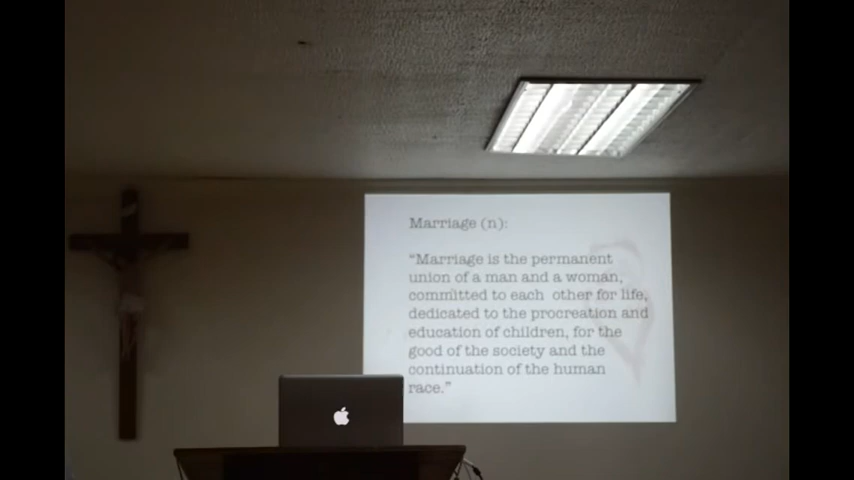 Marriage (n):
“Marriage is the permanent
union of a man and a woman,
committed to each other for life,
dedicated to the procreation and
education of children, for the
good of the society and the
continuation of the human
race.”